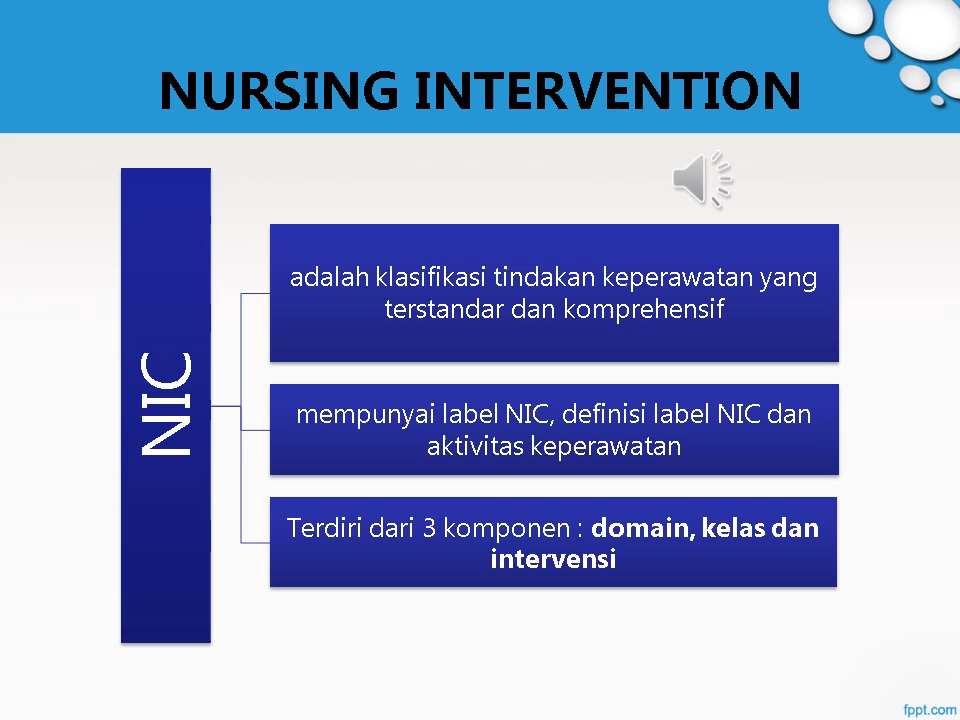 NURSING INTERVENTION
NIC
adalah klasifikasi tindakan keperawatan yang
terstandar dan komprehensif
mempunyai label NIC, definisi label NIC dan
aktivitas keperawatan
Terdiri dari 3 komponen : domain, kelas dan
intervensi
fppt.com